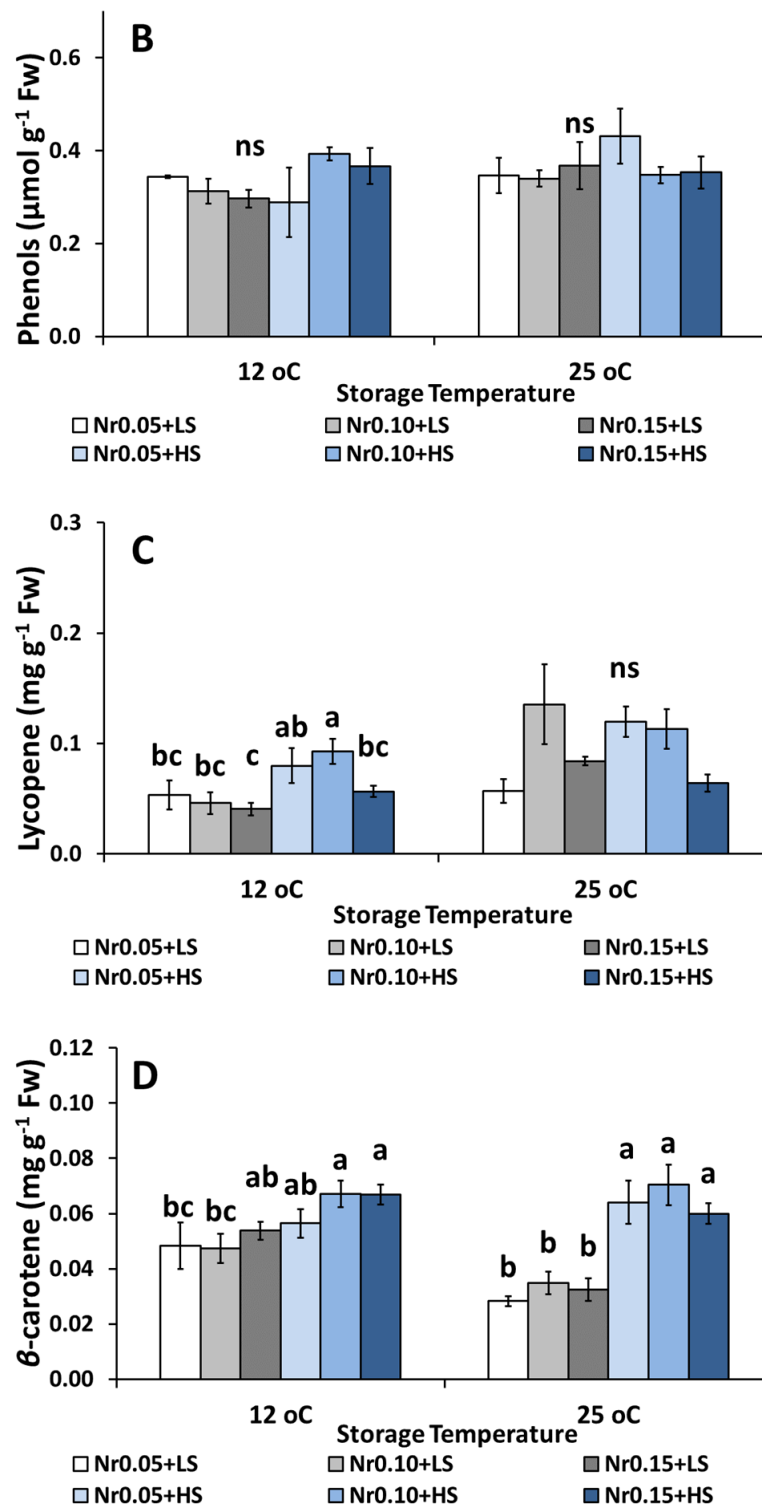 B
Phenols (µmol g-1 Fw)
0.6
0.4
0.2
0.0
ns
ns
12 oC
25 oC
Storage Temperature
Nr0.05+LS Nr0.10+LS Nr0.15+LS
Nr0.05+HS Nr0.10+HS Nr0.15+HS
C
Lycopene (mg g-1 Fw)
0.3
0.2
0.1
0.0
bc bc c ab a bc
ns
12 oC
25 oC
Storage Temperature
Nr0.05+LS Nr0.10+LS Nr0.15+LS
Nr0.05+HS Nr0.10+HS Nr0.15+HS
D
β-carotene (mg g-1 Fw)
0.12
0.10
0.08
0.06
0.04
0.02
0.00
bc bc ab ab a a
b b b a a a
12 oC
25 oC
Storage Temperature
Nr0.05+LS Nr0.10+LS Nr0.15+LS
Nr0.05+HS Nr0.10+HS Nr0.15+HS